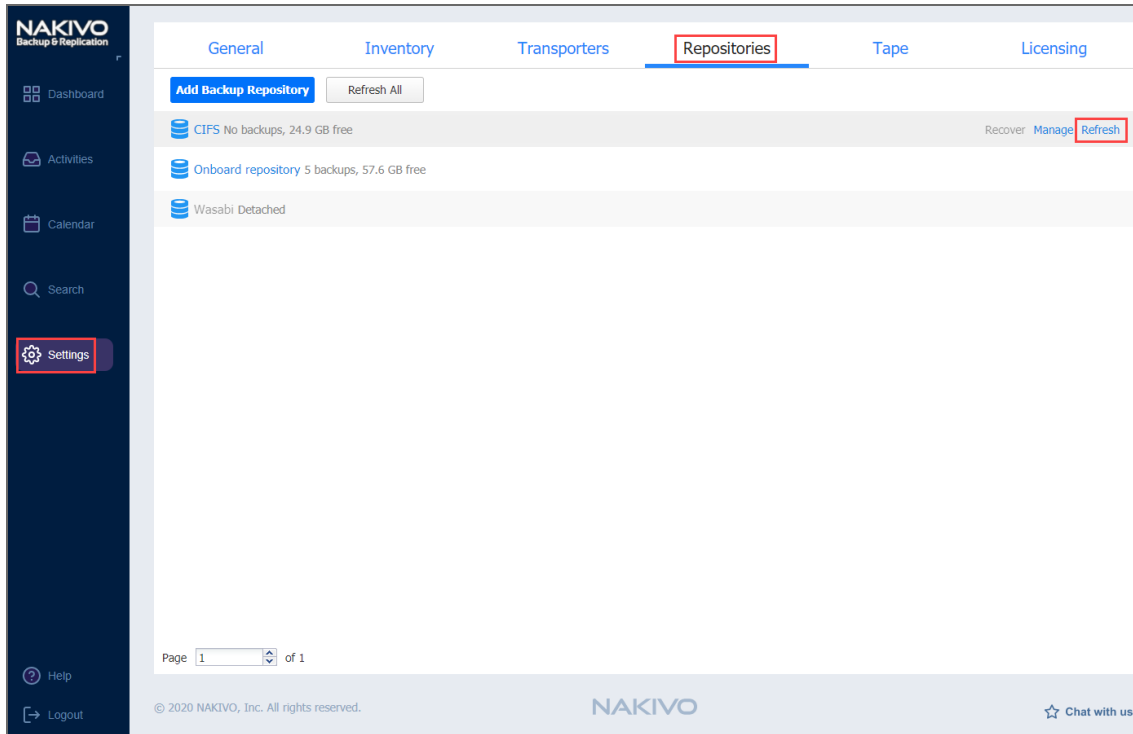 NAKIVO
Backup & Replication
Dashboard
Activities
Calendar
Search
Settings
Help
Logout
General Inventory Transporters Repositories Tape Licensing
Add Backup Repository Refresh All
CIFS No backups, 24.9 GB free Recover Manage Refresh
Onboard repository 5 backups, 57.6 GB free
Wasabi Detached
Page 1 of 1
© 2020 NAKIVO, Inc. All rights reserved. NAKIVO Chat with us